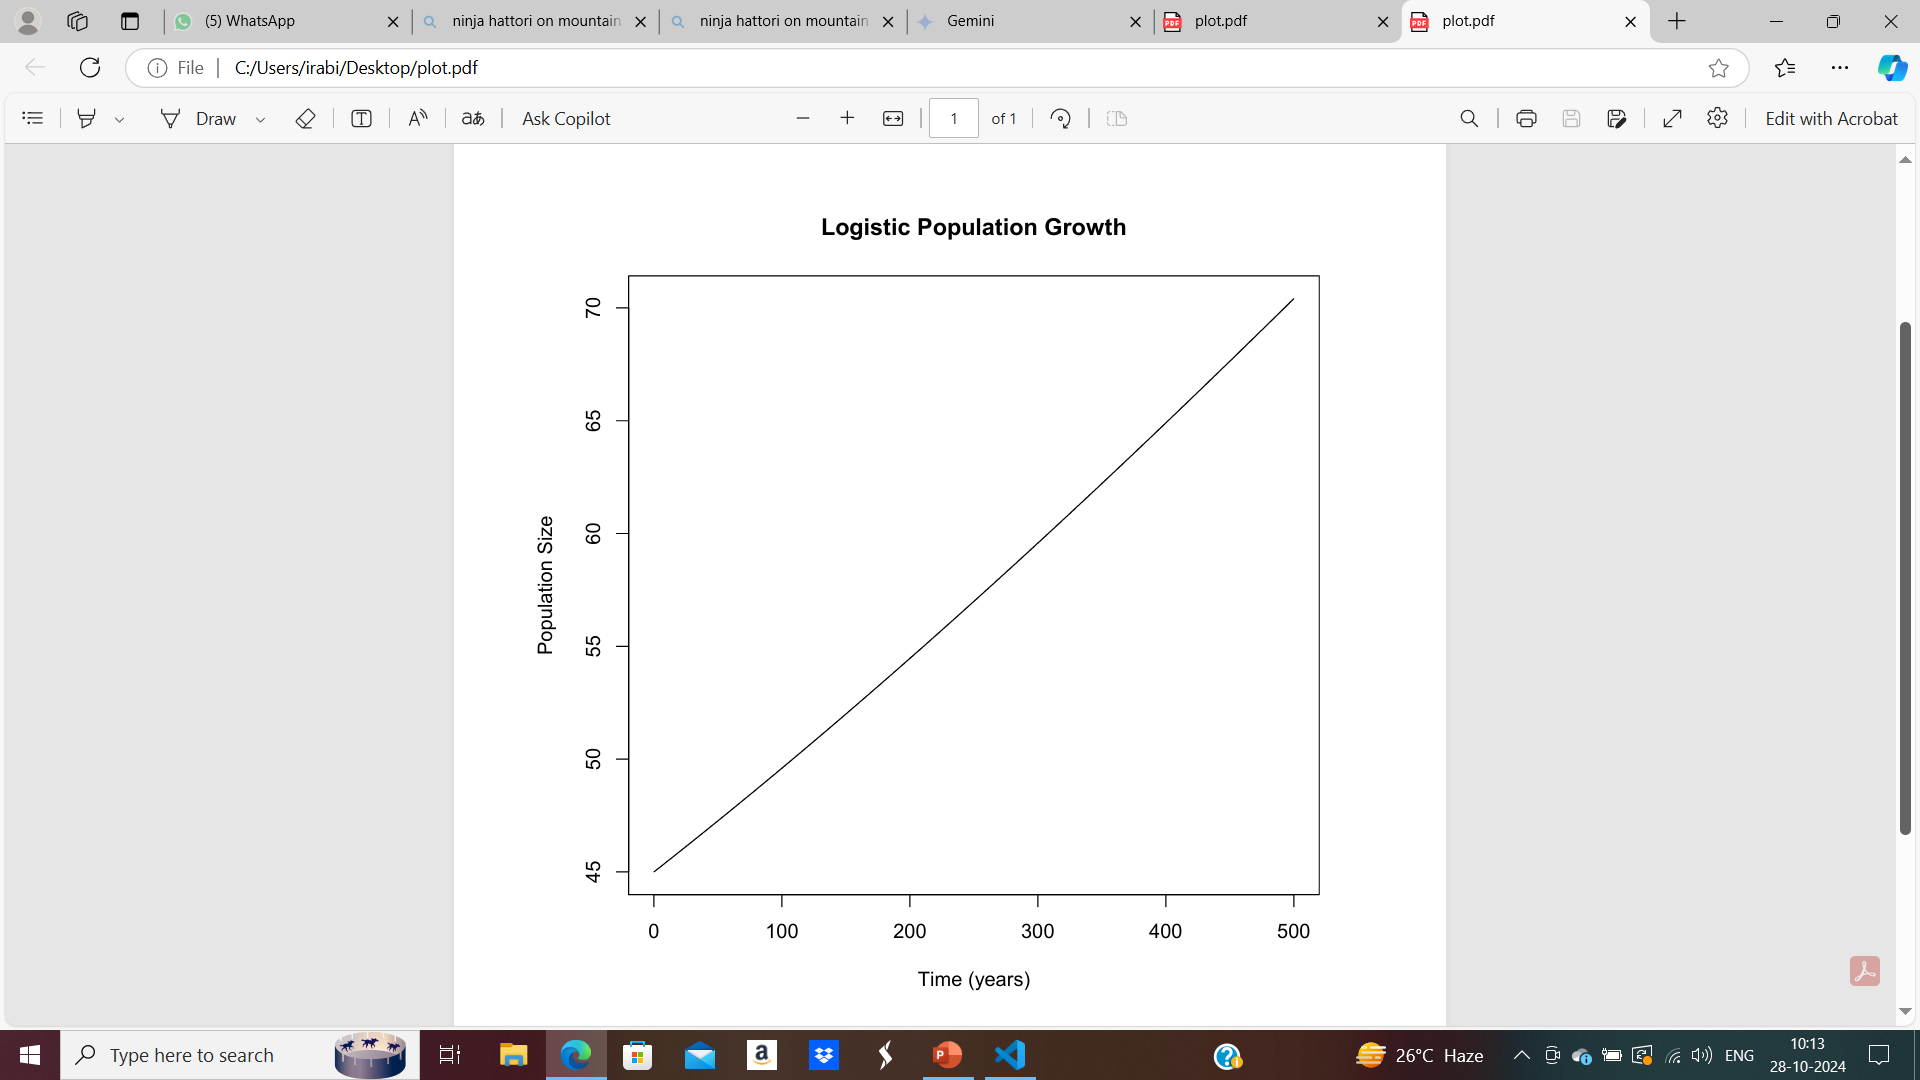 (5) WhatsApp
ninja hattori on mountain
ninja hattori on mountain
Gemini
plot.pdf
plot.pdf
File
C:/Users/irabi/Desktop/plot.pdf
Draw
T
A
aあ
Ask Copilot
1
of 1
Edit with Acrobat
Logistic Population Growth
Population Size
70
65
60
55
50
45
0 100 200 300 400 500
Time (years)
Type here to search
26°C Haze
ENG
10:13
28-10-2024